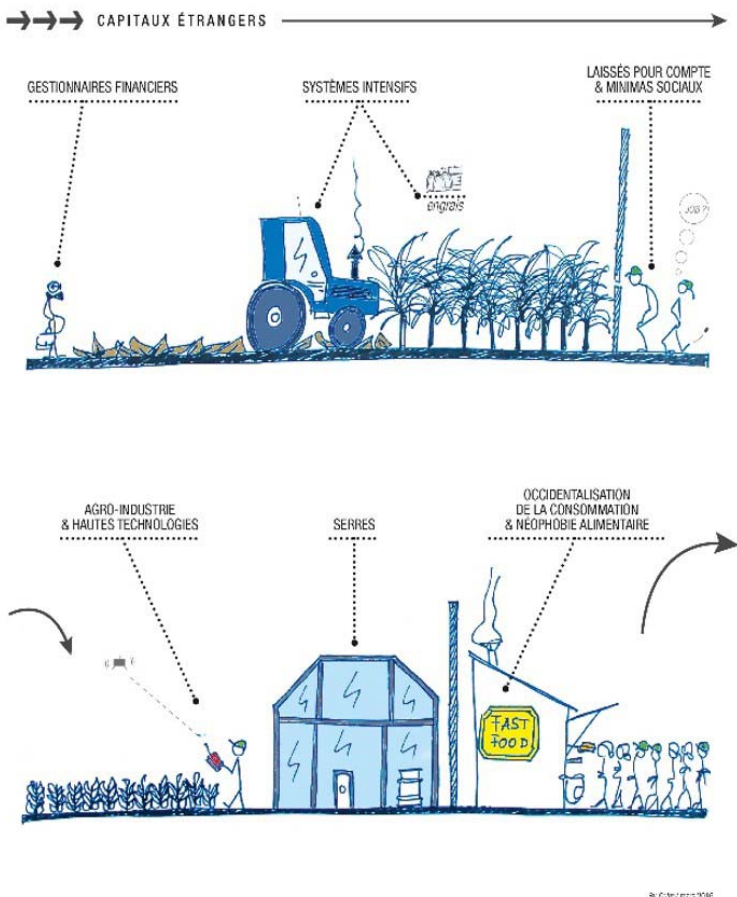 CAPITAUX ÉTRANGERS
GESTIONNAIRES FINANCIERS
SYSTÈMES INTENSIFS
LAISSÉS POUR COMPTE
& MINIMAS SOCIAUX
engrais
JOB ?!
AGRO-INDUSTRIE
& HAUTES TECHNOLOGIES
SERRES
OCCIDENTALISATION
DE LA CONSOMMATION
& NÉOPHOBIE ALIMENTAIRE
FAST
FOOD